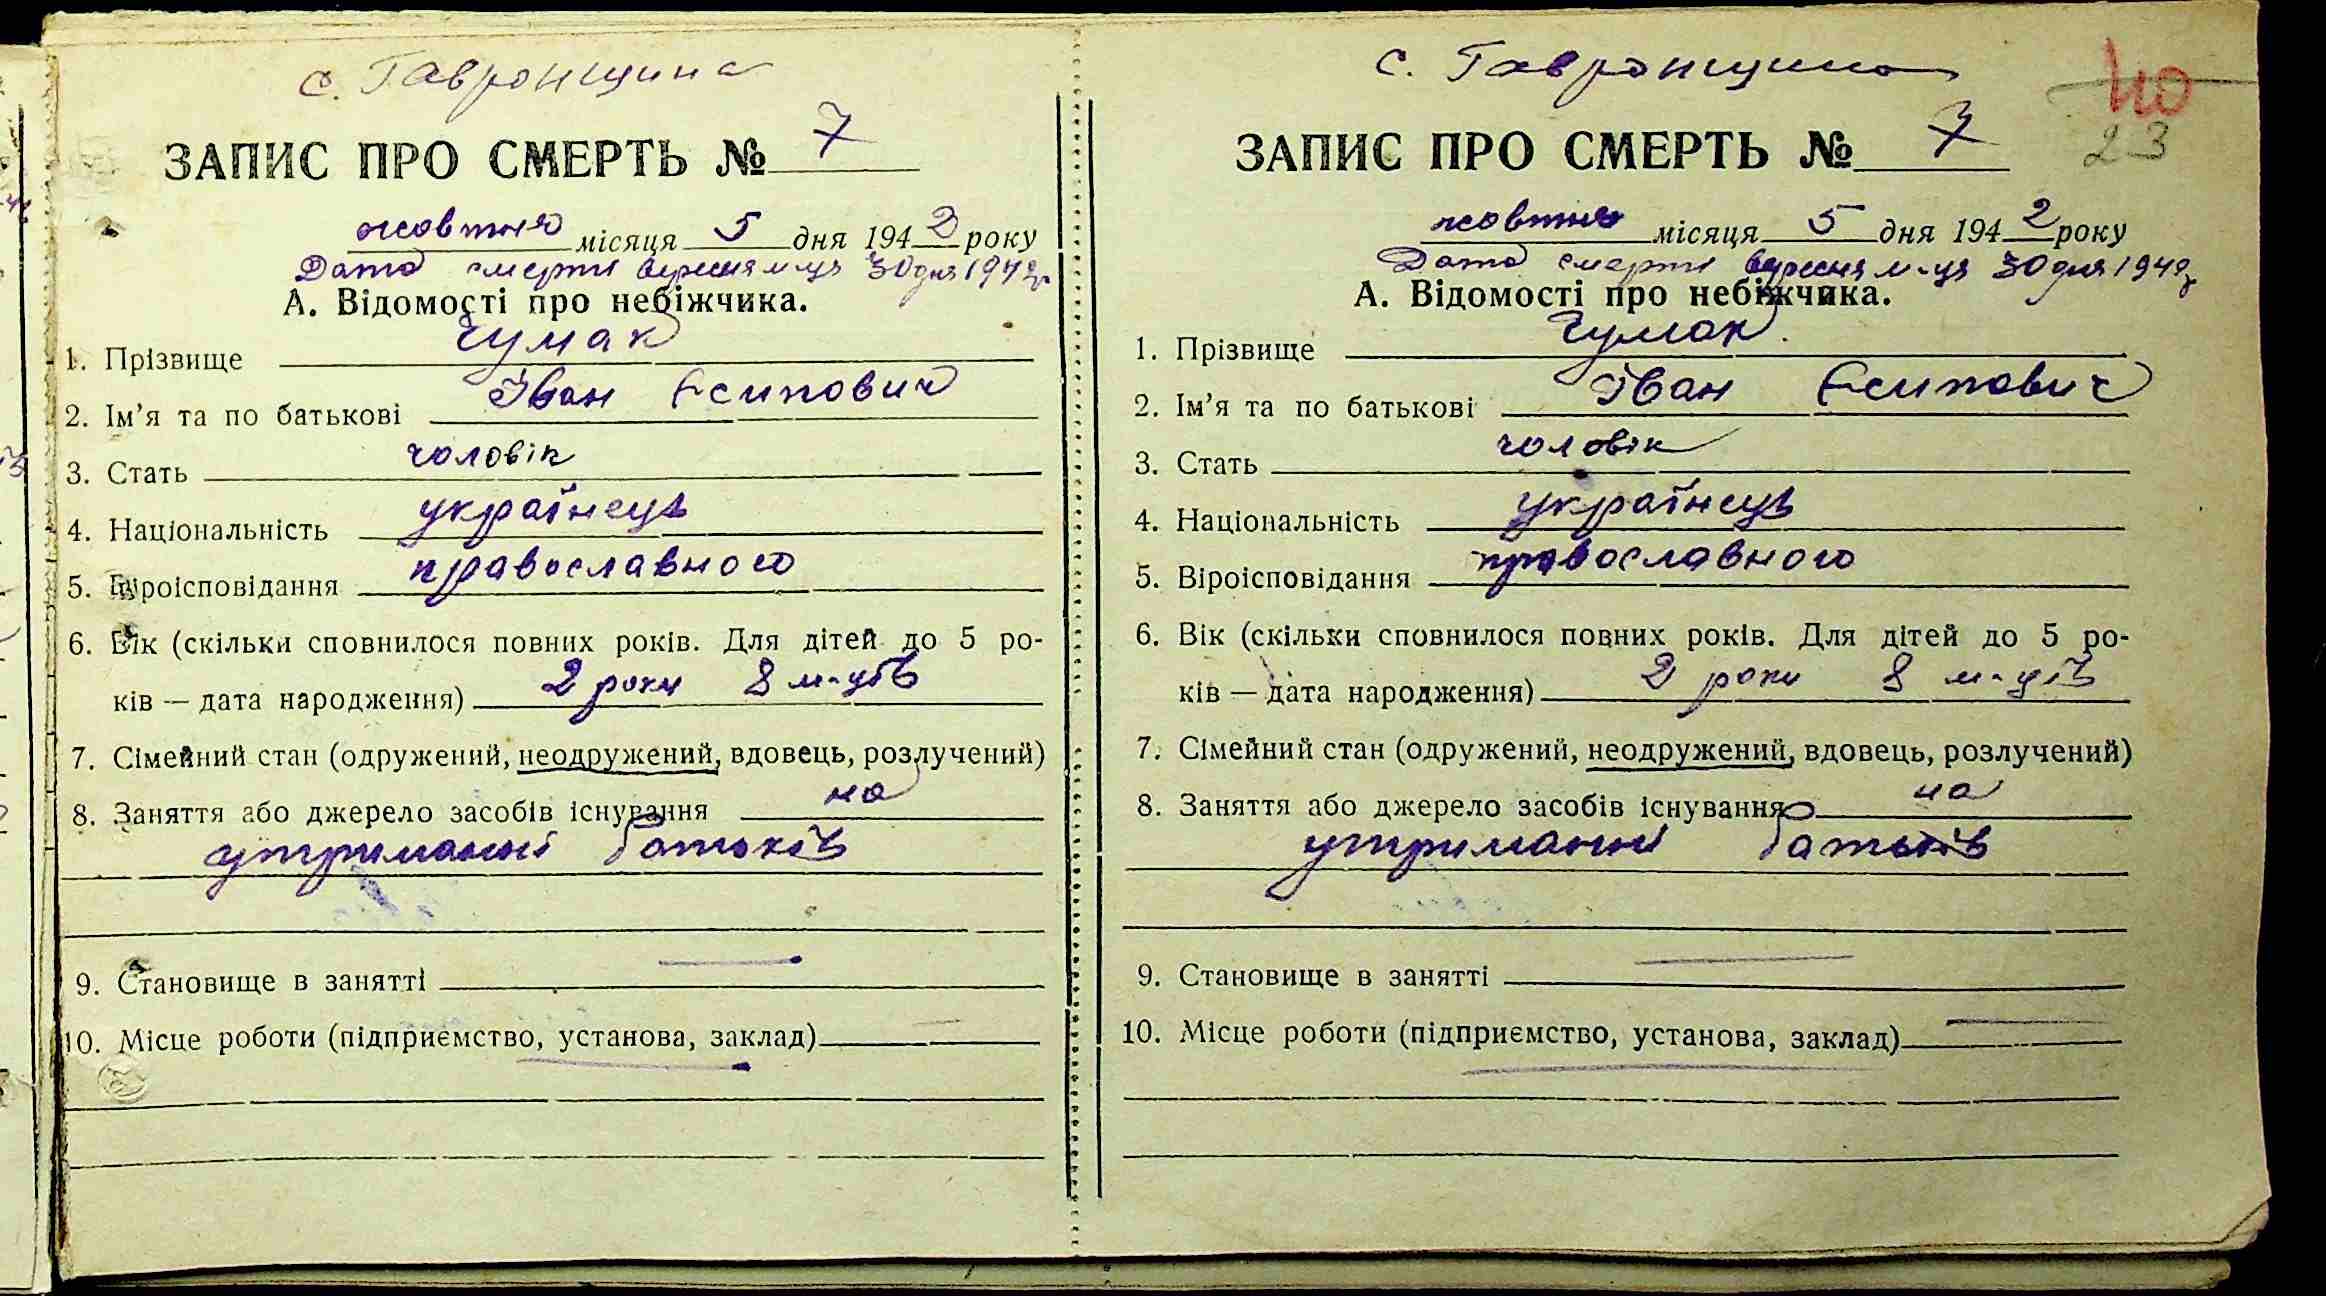 с. Гавронщина
ЗАПИС ПРО СМЕРТЬ № 7
жовтня місяця 5 дня 1942 року
Дата смерти вересня м-ця 30 дня 1942 р
А. Відомості про небіжчика.
1. Прізвище Чумак
2. Ім'я та по батькові Іван Єсипович
3. Стать чоловік
4. Національність українець
5. Віроісповідання православного
6. Вік (скільки сповнилося повних років. Для дітей до 5 ро-
ків — дата народження) 2 роки 8 м-ців
7. Сімейний стан (одружений, неодружений, вдовець, розлучений)
8. Заняття або джерело засобів існування на
утриманні батьків
9. Становище в занятті
10. Місце роботи (підприємство, установа, заклад)
с. Гавронщина
110
23
ЗАПИС ПРО СМЕРТЬ № 7
жовтня місяця 5 дня 1942 року
Дата смерти вересня м-ця 30 дня 1942 р
А. Відомості про небіжчика.
1. Прізвище Чумак.
2. Ім'я та по батькові Іван Єсипович
3. Стать чоловік
4. Національність українець
5. Віроісповідання православного
6. Вік (скільки сповнилося повних років. Для дітей до 5 ро-
ків — дата народження) 2 роки 8 м-ців
7. Сімейний стан (одружений, неодружений, вдовець, розлучений)
8. Заняття або джерело засобів існування на
утриманні батьків
9. Становище в занятті
10. Місце роботи (підприємство, установа, заклад)